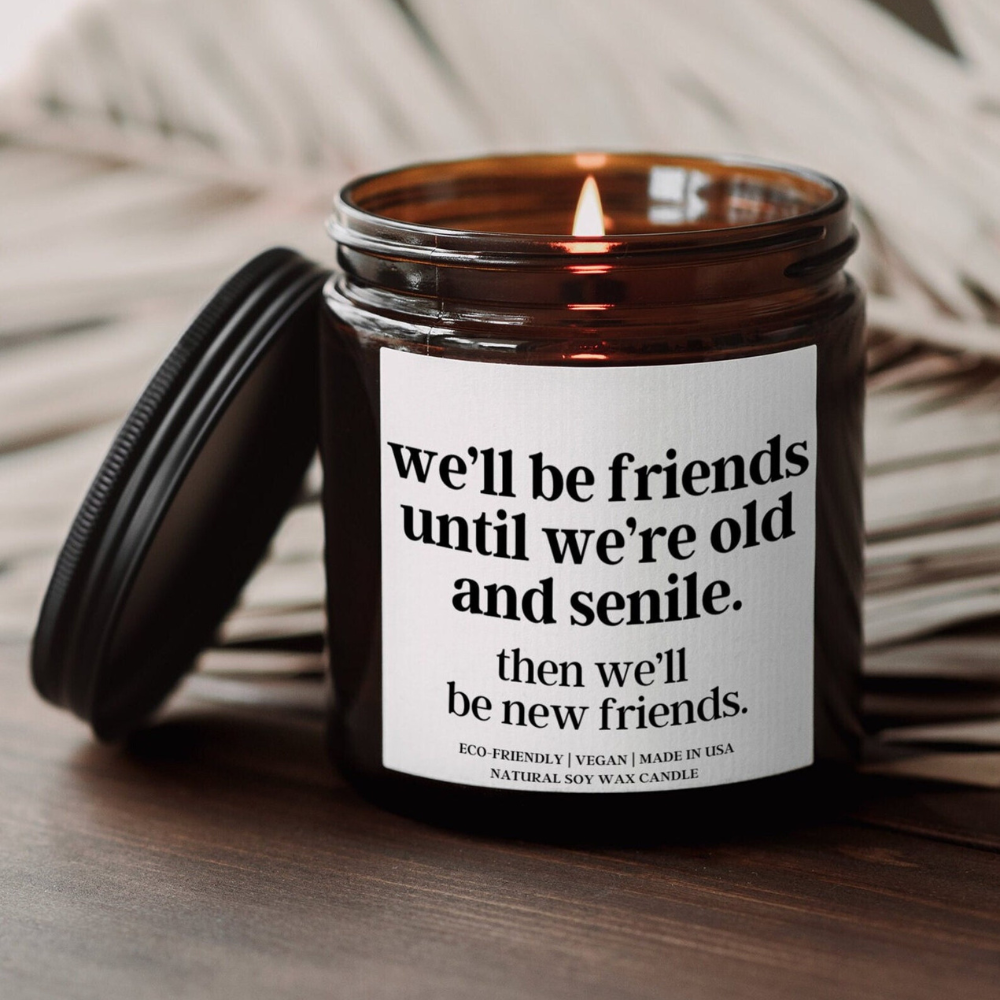 we'll be friends
until we're old
and senile.
then we'll
be new friends.
ECO-FRIENDLY | VEGAN | MADE IN USA
NATURAL SOY WAX CANDLE